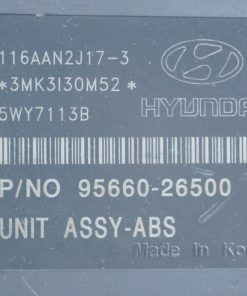 116AAN2J17-3
*3MK3I30M52*
5WY7113B
HYUNDA
P/NO 95660-26500
UNIT ASSY-ABS
Made in Ko